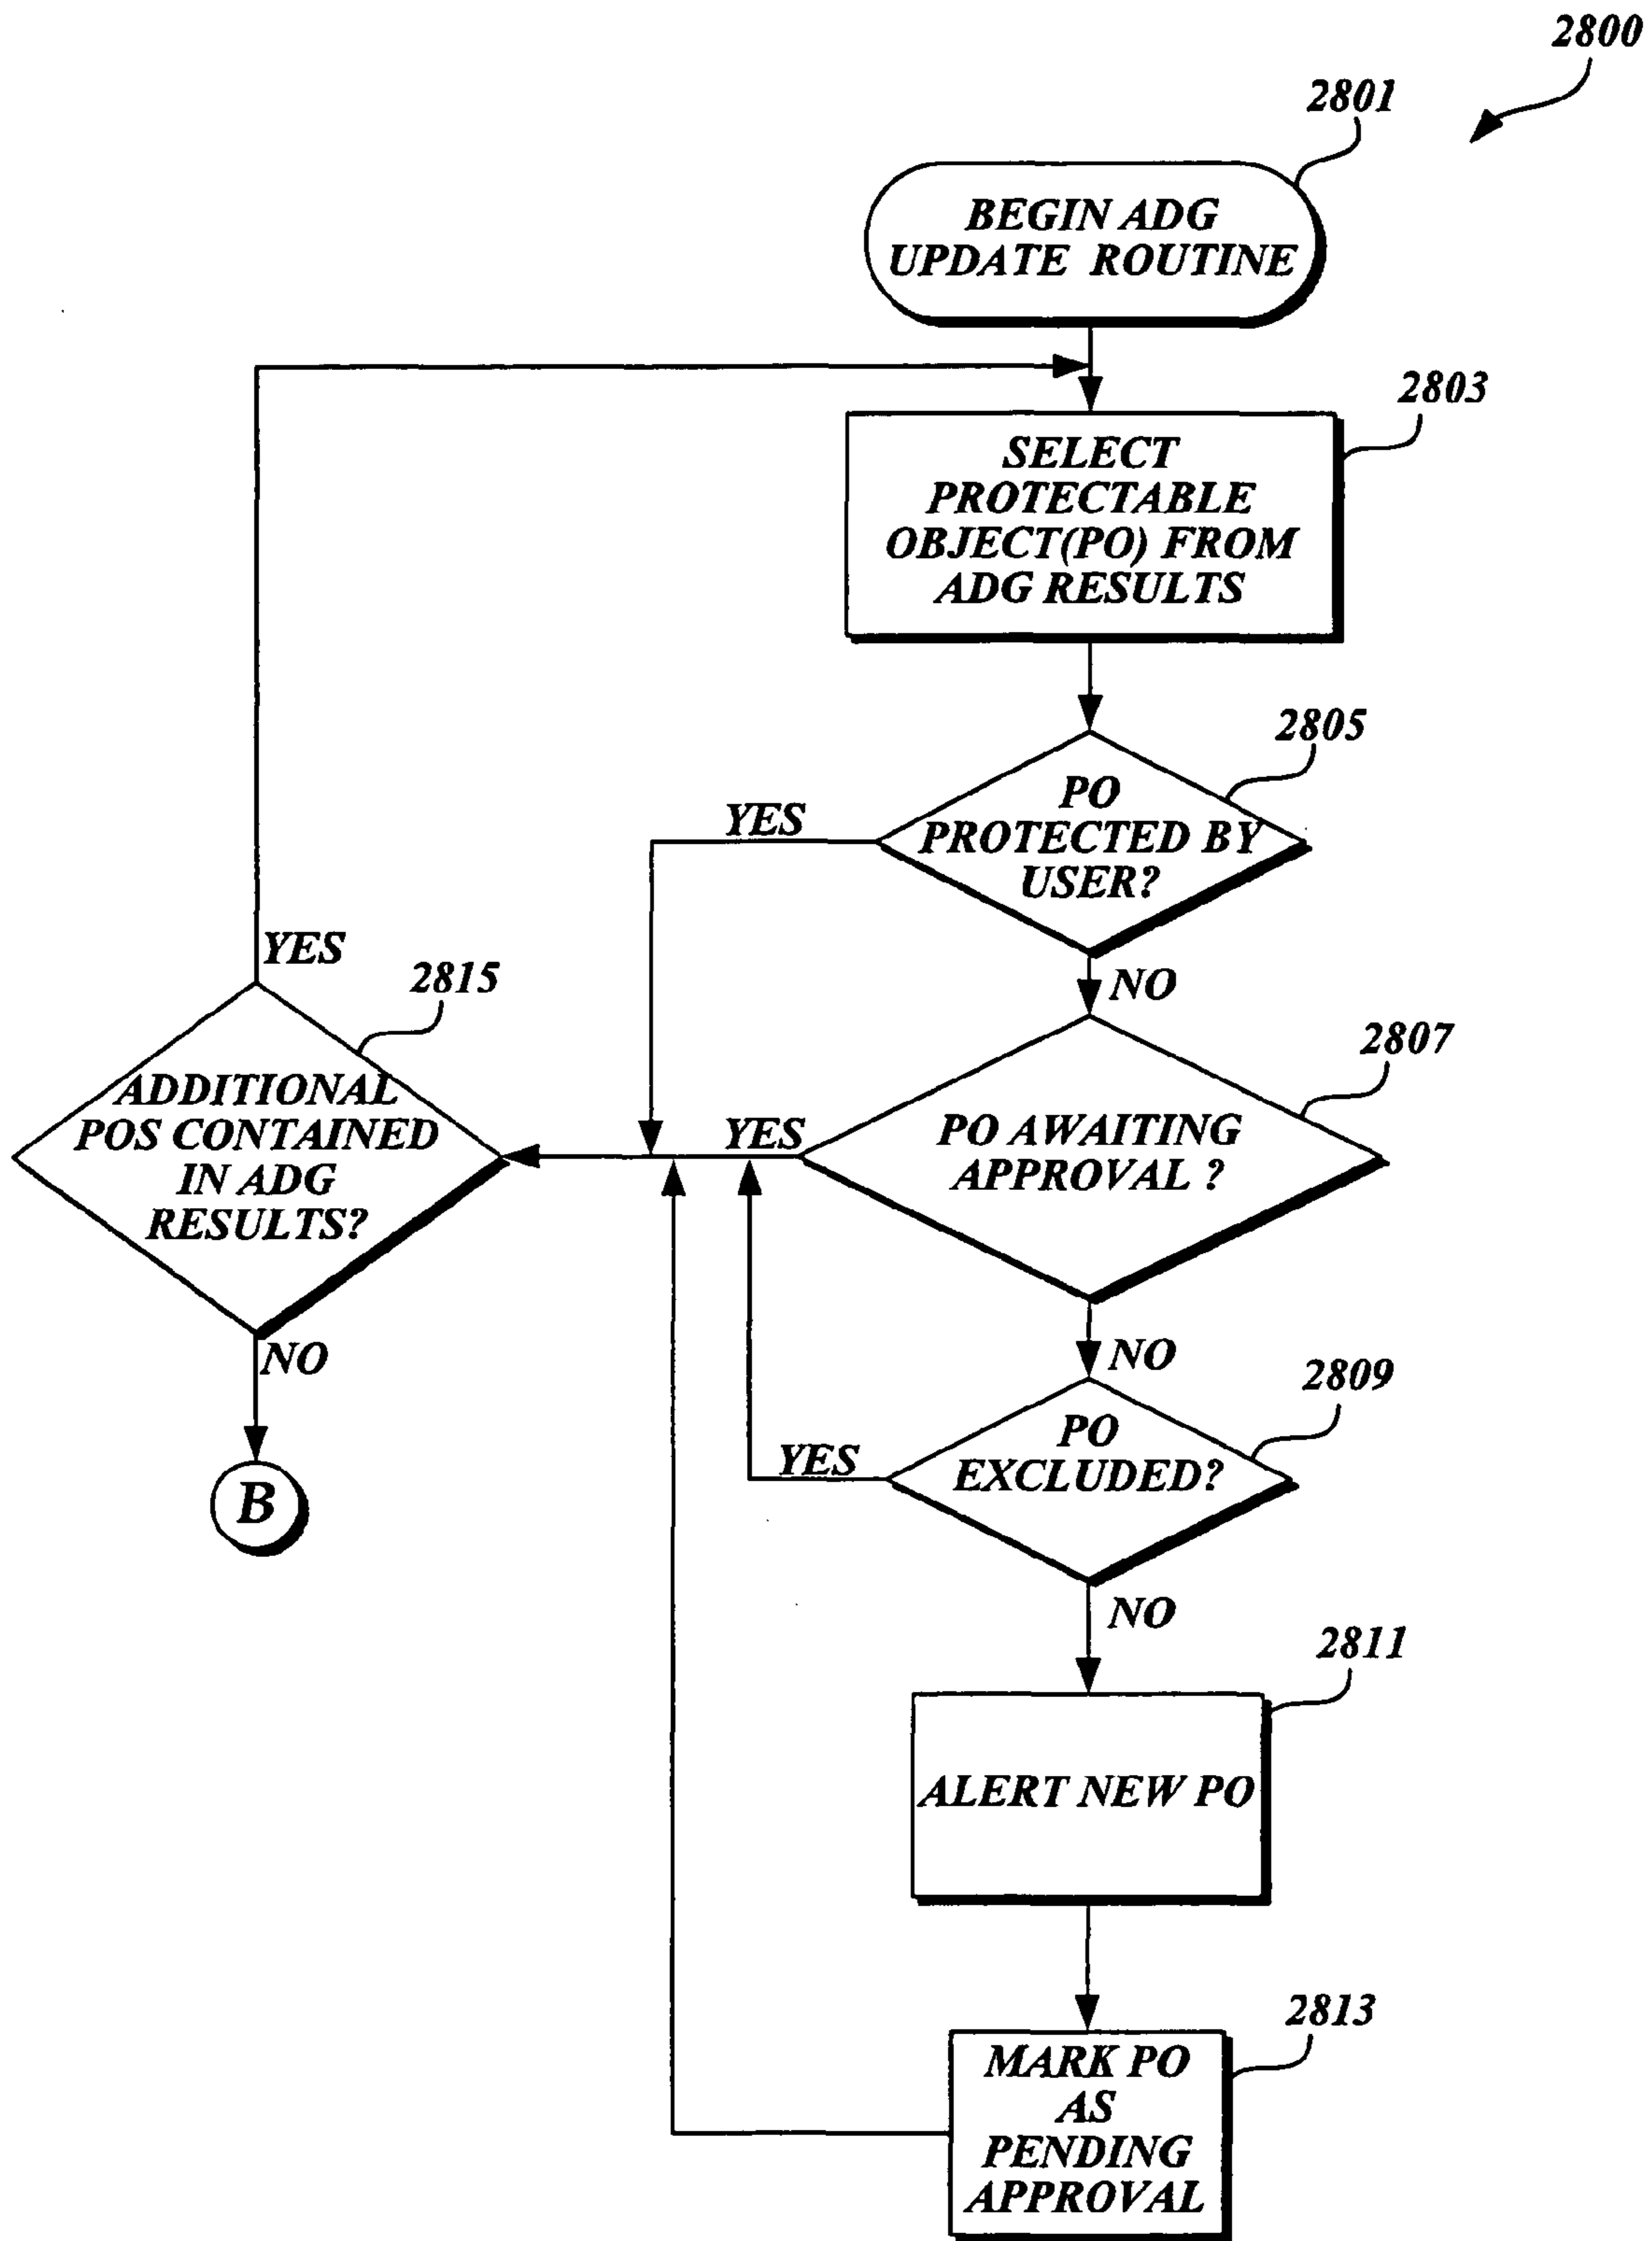 2800
2801
BEGIN ADG
UPDATE ROUTINE
2803
SELECT
PROTECTABLE
OBJECT(PO) FROM
ADG RESULTS
2805
PO
PROTECTED BY
USER?
YES
NO
2807
PO AWAITING
APPROVAL ?
YES
NO
2809
PO
EXCLUDED?
YES
NO
2811
ALERT NEW PO
2813
MARK PO
AS
PENDING
APPROVAL
2815
ADDITIONAL
POS CONTAINED
IN ADG
RESULTS?
YES
NO
B